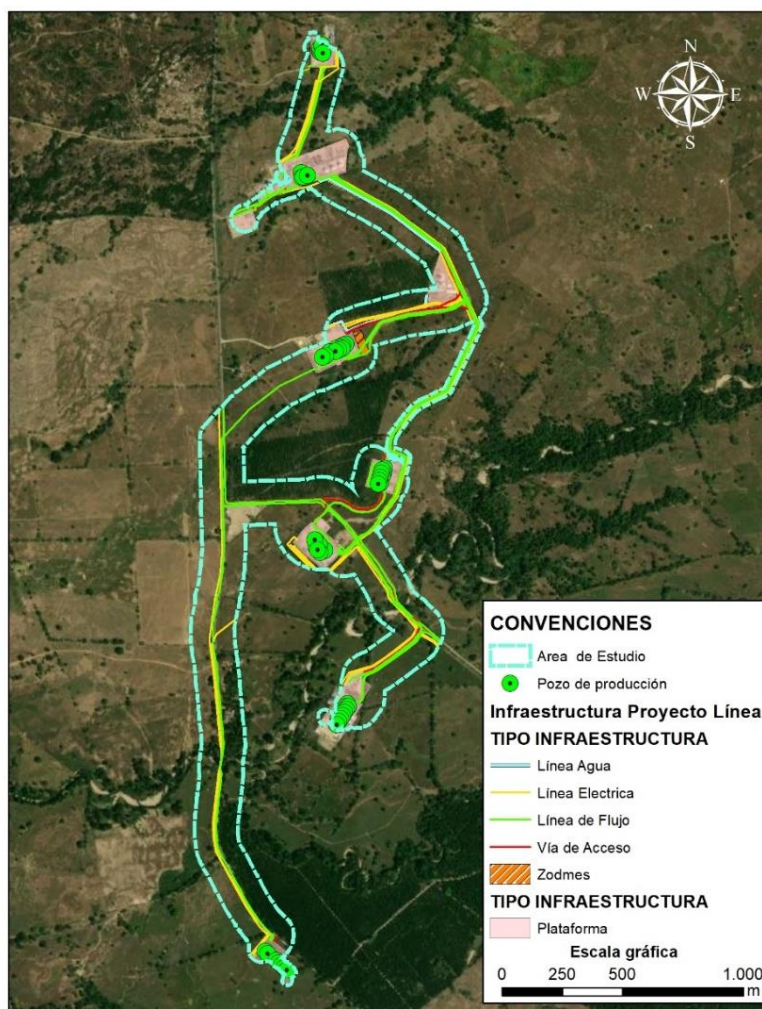 N
W E
S
CONVENCIONES
Area de Estudio
Pozo de producción
Infraestructura Proyecto Línea
TIPO INFRAESTRUCTURA
Línea Agua
Línea Electrica
Línea de Flujo
Vía de Acceso
Zodmes
TIPO INFRAESTRUCTURA
Plataforma
Escala gráfica
0 250 500 1.000
m